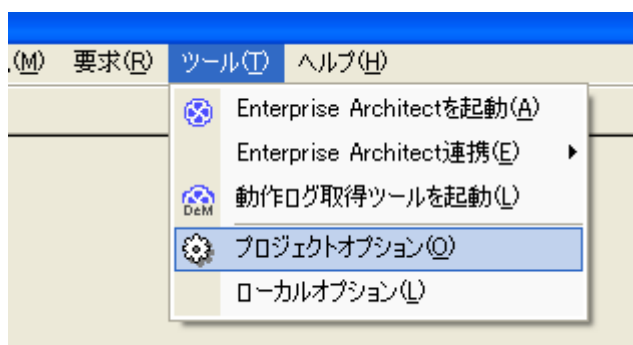 .(M) 要求(R) ツール(T) ヘルプ(H)
Enterprise Architectを起動(A)
Enterprise Architect連携(E)
DeM 動作ログ取得ツールを起動(L)
プロジェクトオプション(O)
ローカルオプション(L)